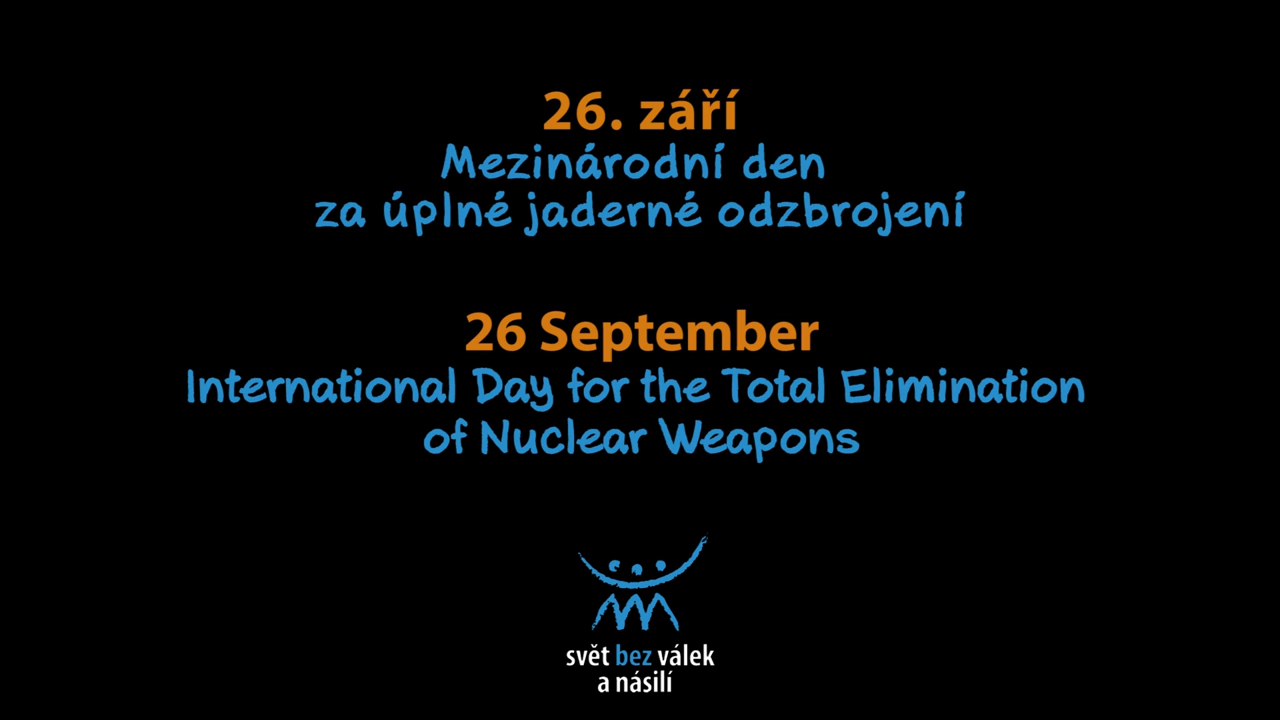 26. září
Mezinárodní den
za úplné jaderné odzbrojení
26 September
International Day for the Total Elimination
of Nuclear Weapons
svět bez válek
a násilí